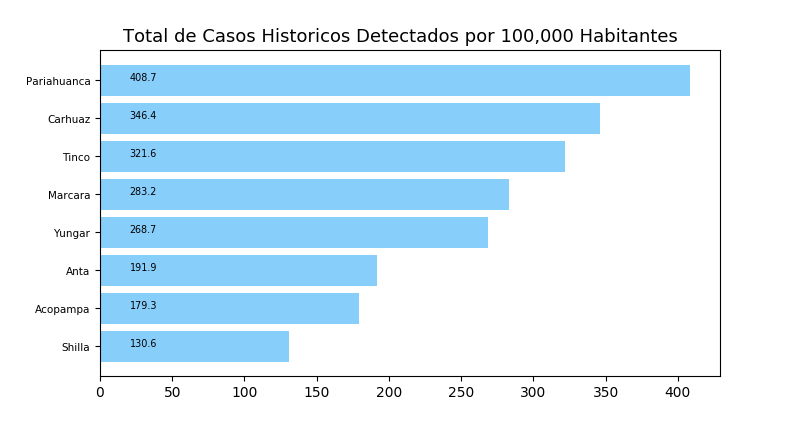 Total de Casos Historicos Detectados por 100,000 Habitantes
Pariahuanca 408.7
Carhuaz 346.4
Tinco 321.6
Marcara 283.2
Yungar 268.7
Anta 191.9
Acopampa 179.3
Shilla 130.6
0 50 100 150 200 250 300 350 400